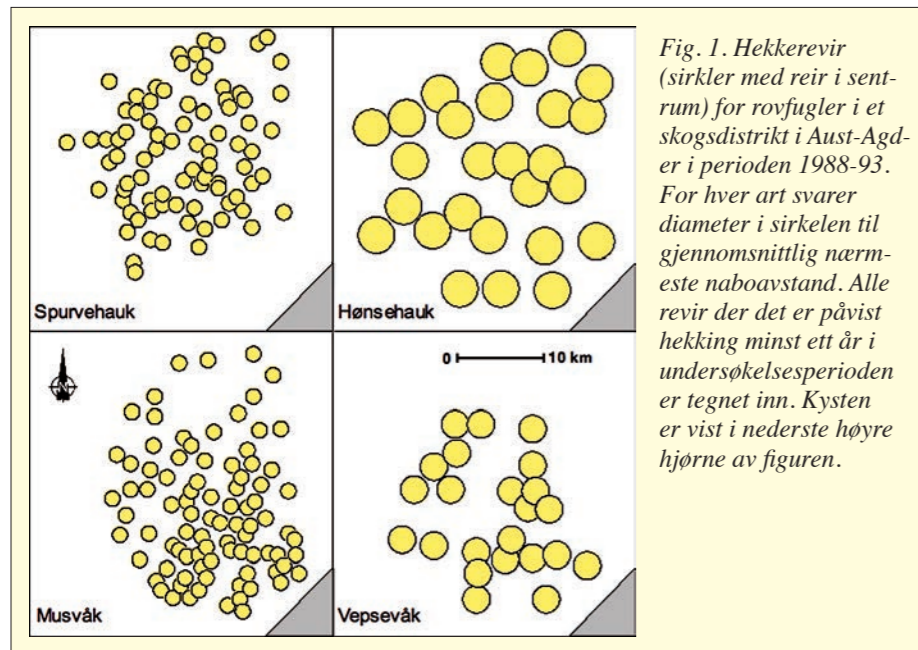 Spurvehauk
Hønsehauk
N
0 10 km
Musvåk
Vepsevåk
Fig. 1. Hekkerevir
(sirkler med reir i sent-
rum) for rovfugler i et
skogsdistrikt i Aust-Agd-
er i perioden 1988-93.
For hver art svarer
diameter i sirkelen til
gjennomsnittlig nærm-
este naboavstand. Alle
revir der det er påvist
hekking minst ett år i
undersøkelsesperioden
er tegnet inn. Kysten
er vist i nederste høyre
hjørne av figuren.